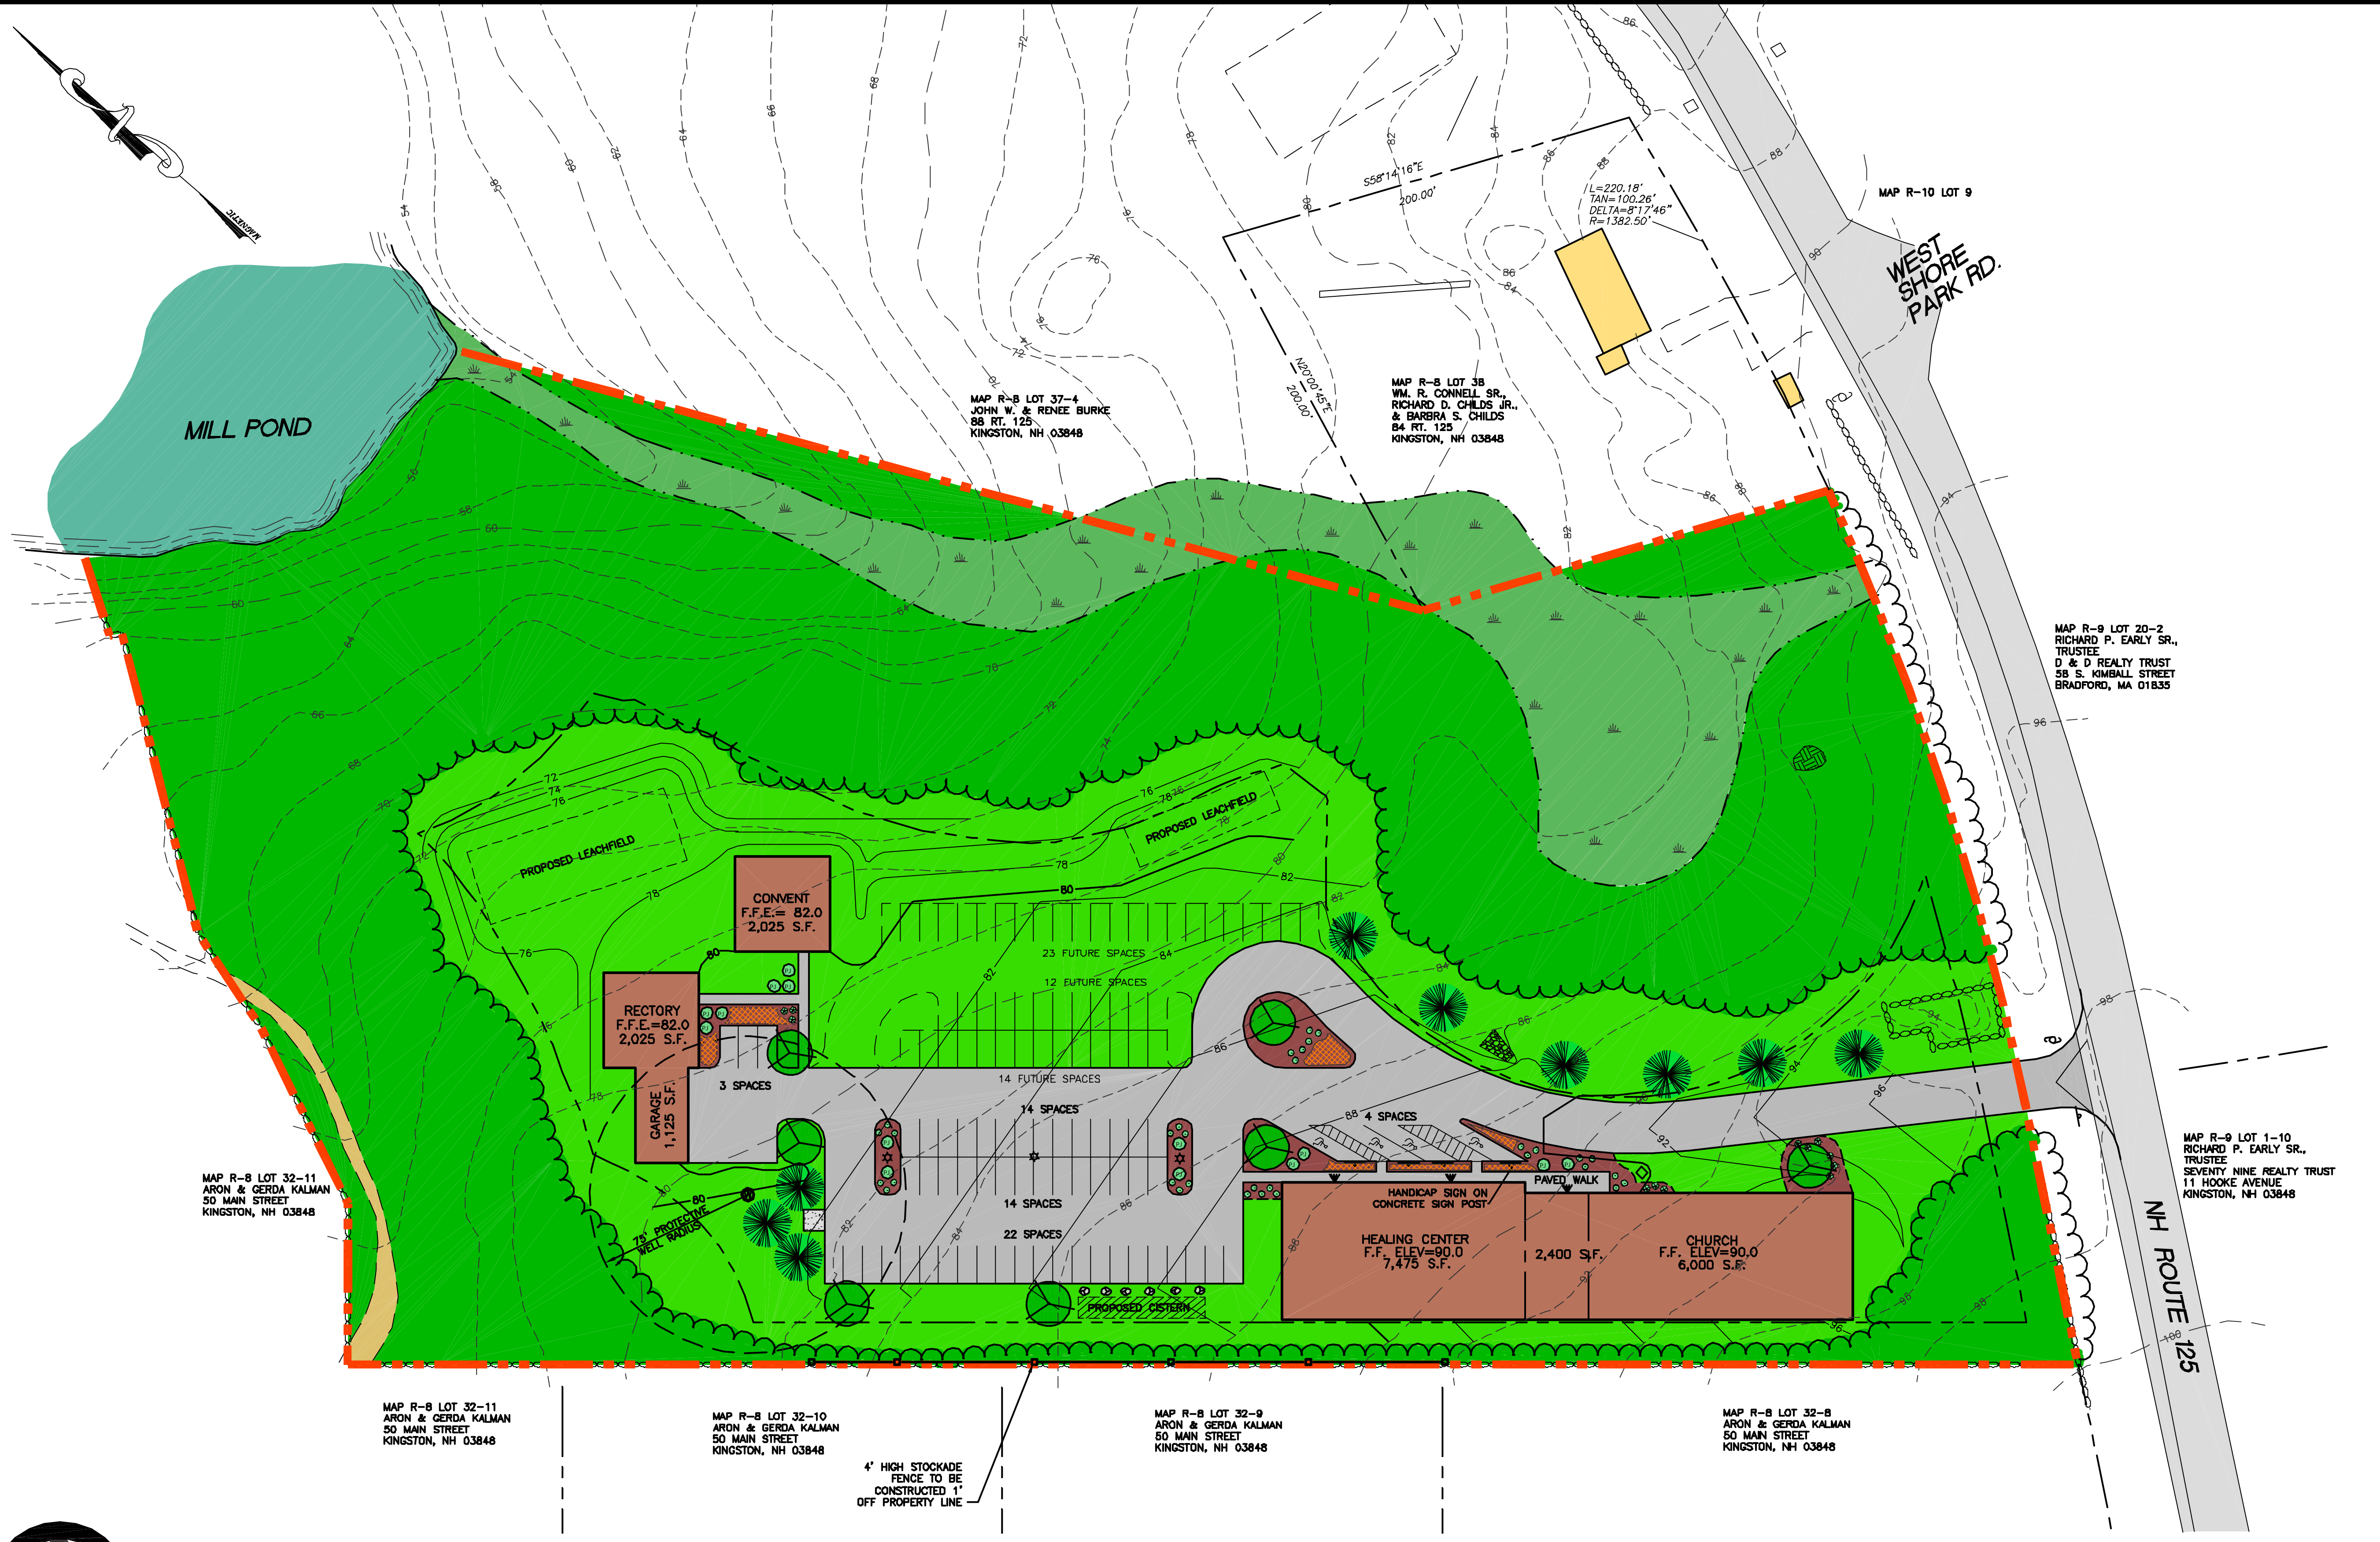 MAGNETIC
MILL POND
S58°14'16"E
200.00'
L=220.18'
TAN=100.26'
DELTA=8°17'46"
R=1382.50'
N20°00'45"E
200.00'
MAP R-10 LOT 9
WEST
SHORE
PARK RD.
MAP R-8 LOT 37-4
JOHN W. & RENEE BURKE
88 RT. 125
KINGSTON, NH 03848
MAP R-8 LOT 38
WM. R. CONNELL SR.,
RICHARD D. CHILDS JR.,
& BARBRA S. CHILDS
84 RT. 125
KINGSTON, NH 03848
MAP R-9 LOT 20-2
RICHARD P. EARLY SR.,
TRUSTEE
D & D REALTY TRUST
58 S. KIMBALL STREET
BRADFORD, MA 01835
PROPOSED LEACHFIELD
PROPOSED LEACHFIELD
CONVENT
F.F.E.= 82.0
2,025 S.F.
RECTORY
F.F.E.=82.0
2,025 S.F.
GARAGE
1,125 S.F.
3 SPACES
23 FUTURE SPACES
12 FUTURE SPACES
14 FUTURE SPACES
14 SPACES
4 SPACES
14 SPACES
22 SPACES
75' PROTECTIVE
WELL RADIUS
PAVED WALK
HANDICAP SIGN ON
CONCRETE SIGN POST
HEALING CENTER
F.F. ELEV=90.0
7,475 S.F.
2,400 S.F.
CHURCH
F.F. ELEV=90.0
6,000 S.F.
PROPOSED CISTERN
MAP R-9 LOT 1-10
RICHARD P. EARLY SR.,
TRUSTEE
SEVENTY NINE REALTY TRUST
11 HOOKE AVENUE
KINGSTON, NH 03848
NH ROUTE 125
MAP R-8 LOT 32-11
ARON & GERDA KALMAN
50 MAIN STREET
KINGSTON, NH 03848
MAP R-8 LOT 32-11
ARON & GERDA KALMAN
50 MAIN STREET
KINGSTON, NH 03848
MAP R-8 LOT 32-10
ARON & GERDA KALMAN
50 MAIN STREET
KINGSTON, NH 03848
4' HIGH STOCKADE
FENCE TO BE
CONSTRUCTED 1'
OFF PROPERTY LINE
MAP R-8 LOT 32-9
ARON & GERDA KALMAN
50 MAIN STREET
KINGSTON, NH 03848
MAP R-8 LOT 32-8
ARON & GERDA KALMAN
50 MAIN STREET
KINGSTON, NH 03848